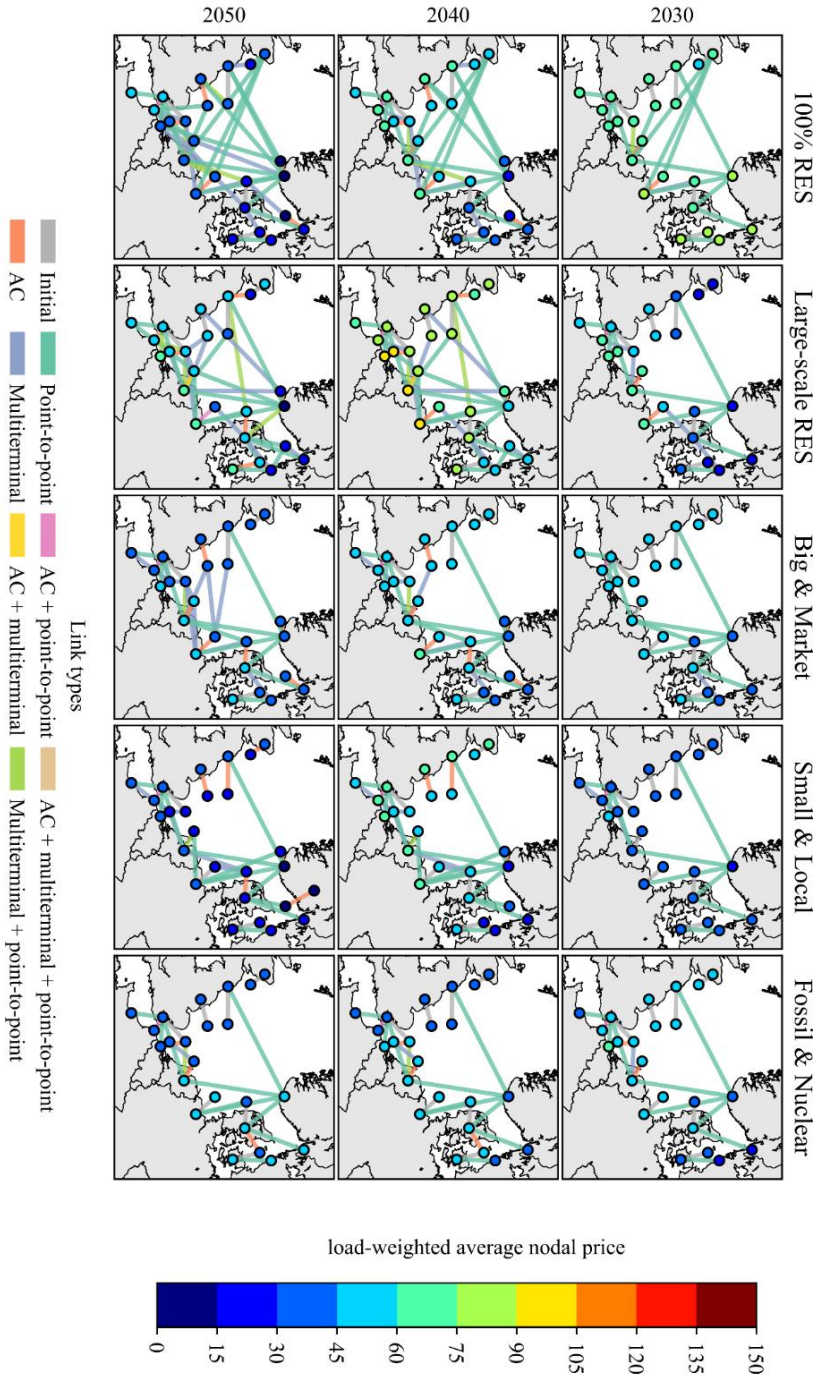 2050
2040
2030
100% RES
Large-scale RES
Big & Market
Small & Local
Fossil & Nuclear
Link types
Initial
Point-to-point
AC + point-to-point
AC + multiterminal + point-to-point
AC
Multiterminal
AC + multiterminal
Multiterminal + point-to-point
load-weighted average nodal price
0
15
30
45
60
75
90
105
120
135
150